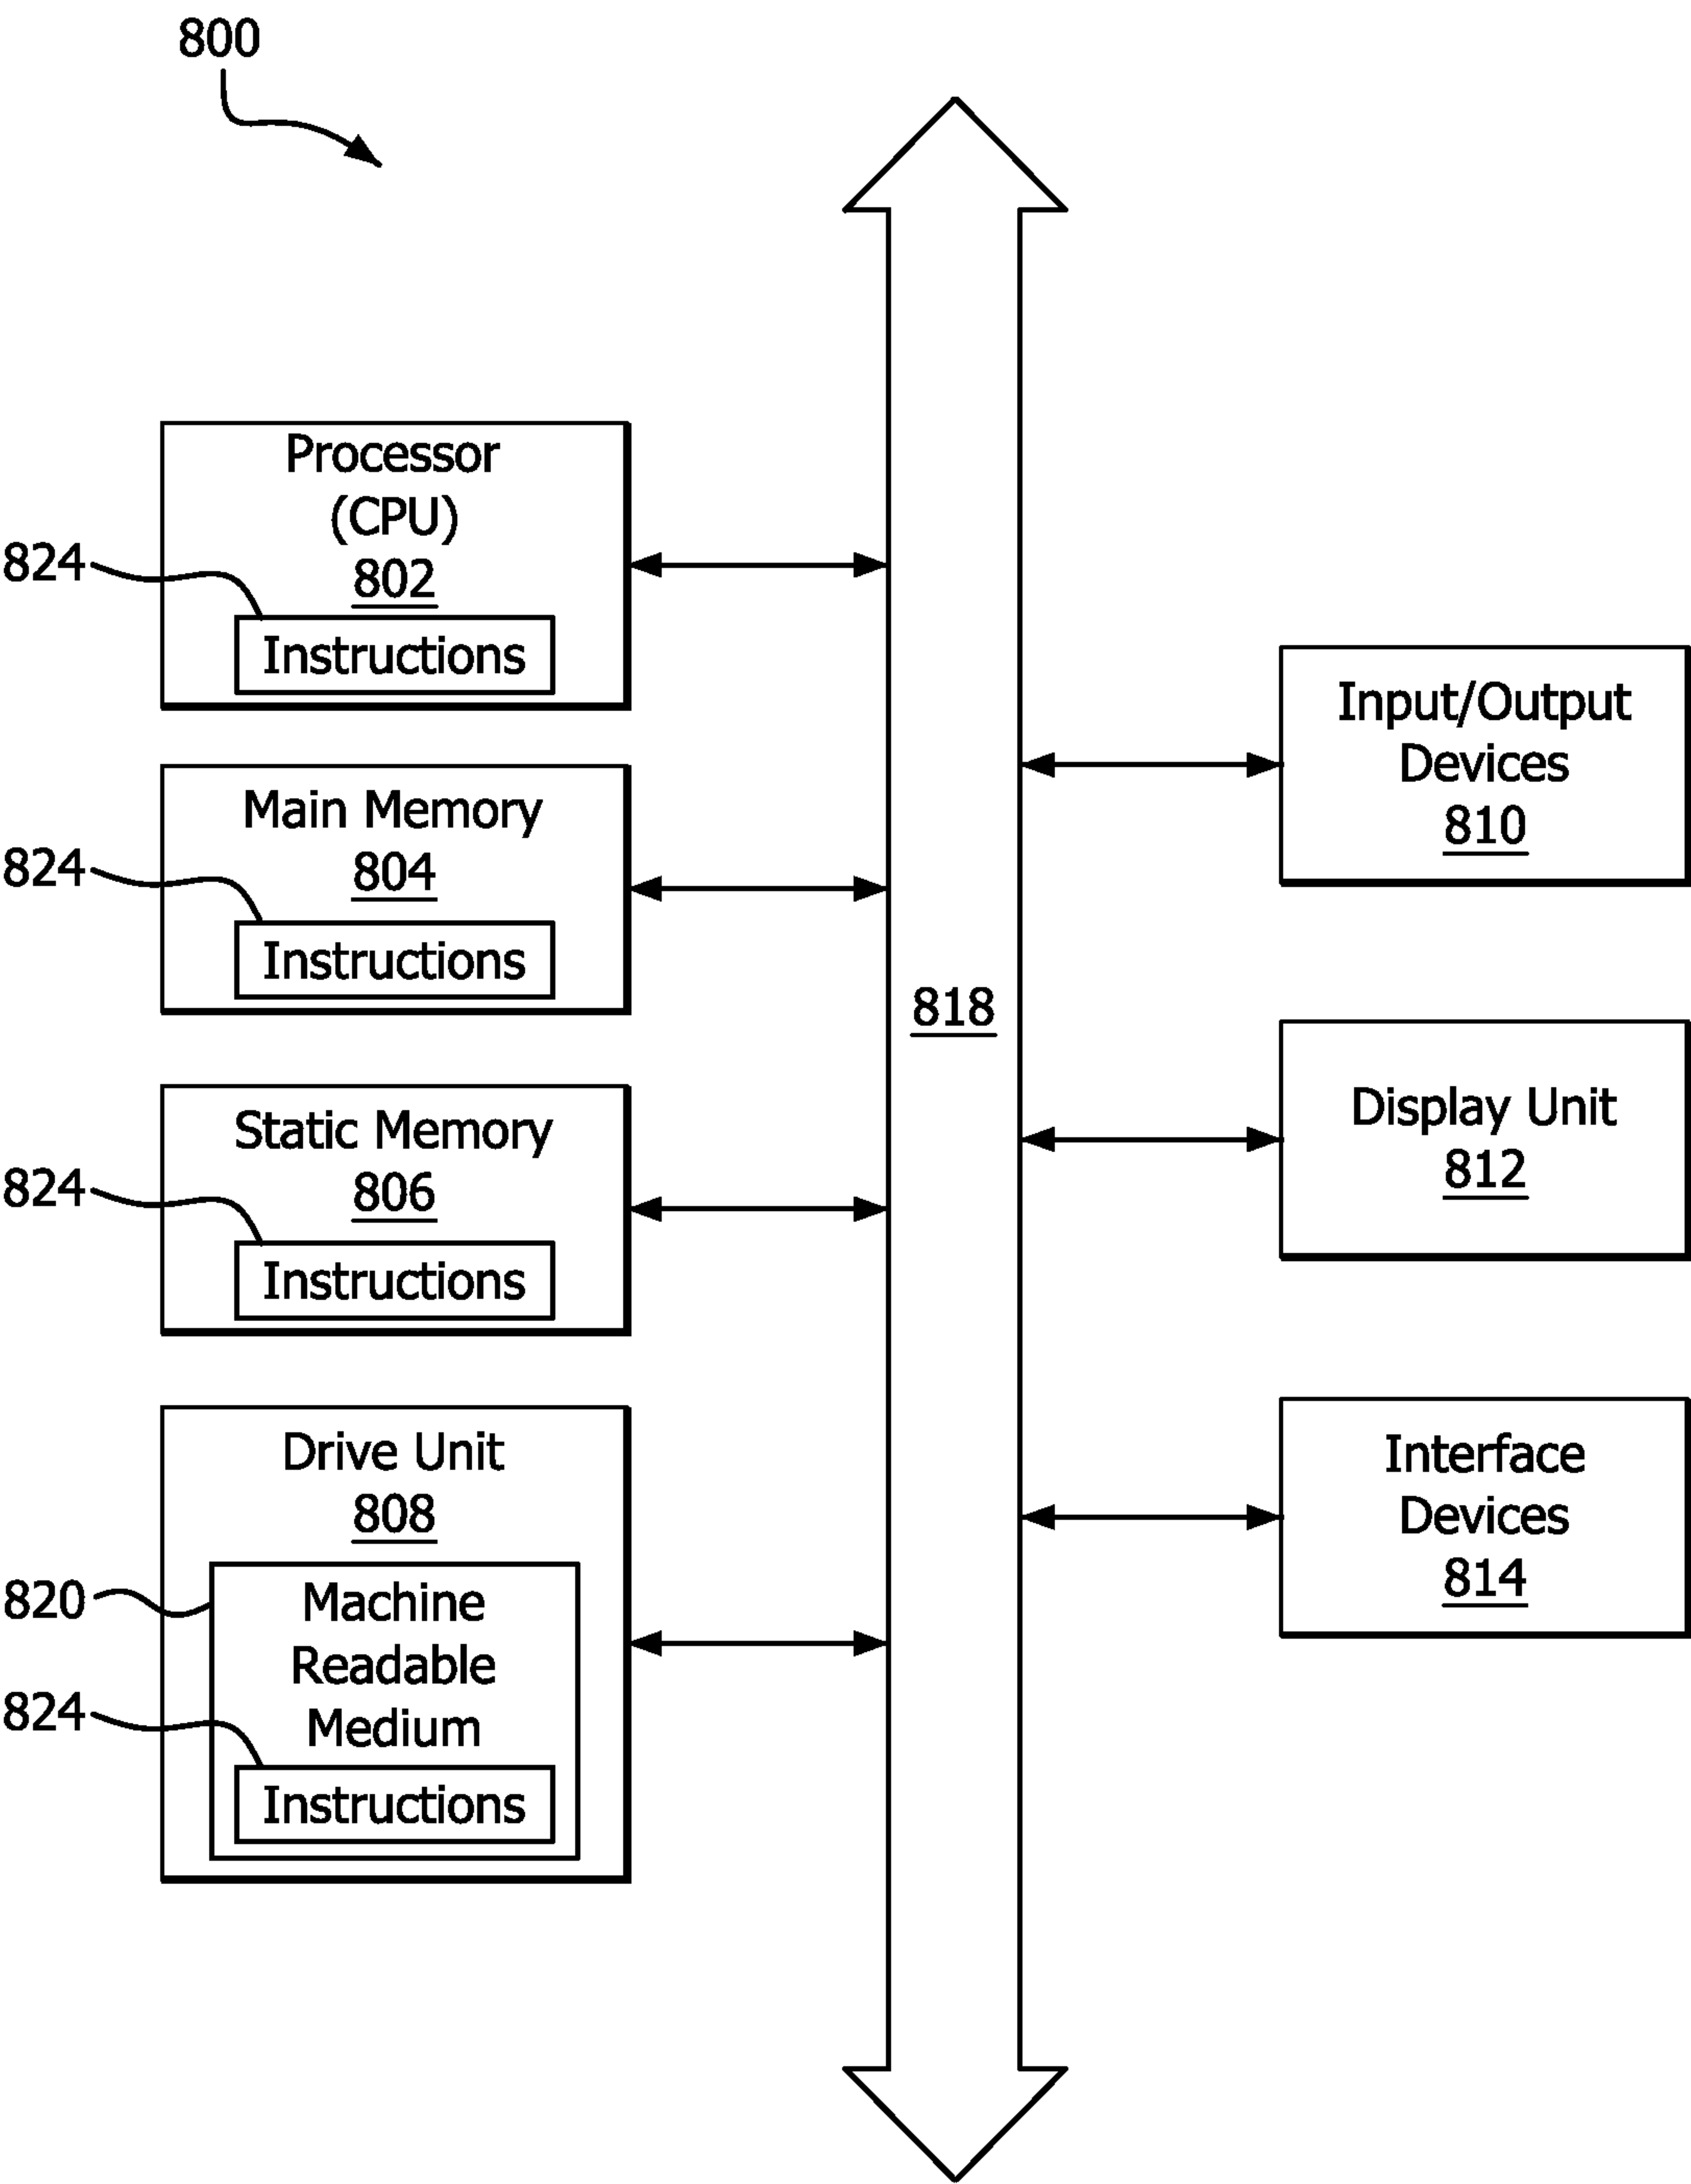 800
Processor
(CPU)
802
824
Instructions
Main Memory
804
824
Instructions
Static Memory
806
824
Instructions
Drive Unit
808
820
Machine
Readable
Medium
824
Instructions
818
Input/Output
Devices
810
Display Unit
812
Interface
Devices
814